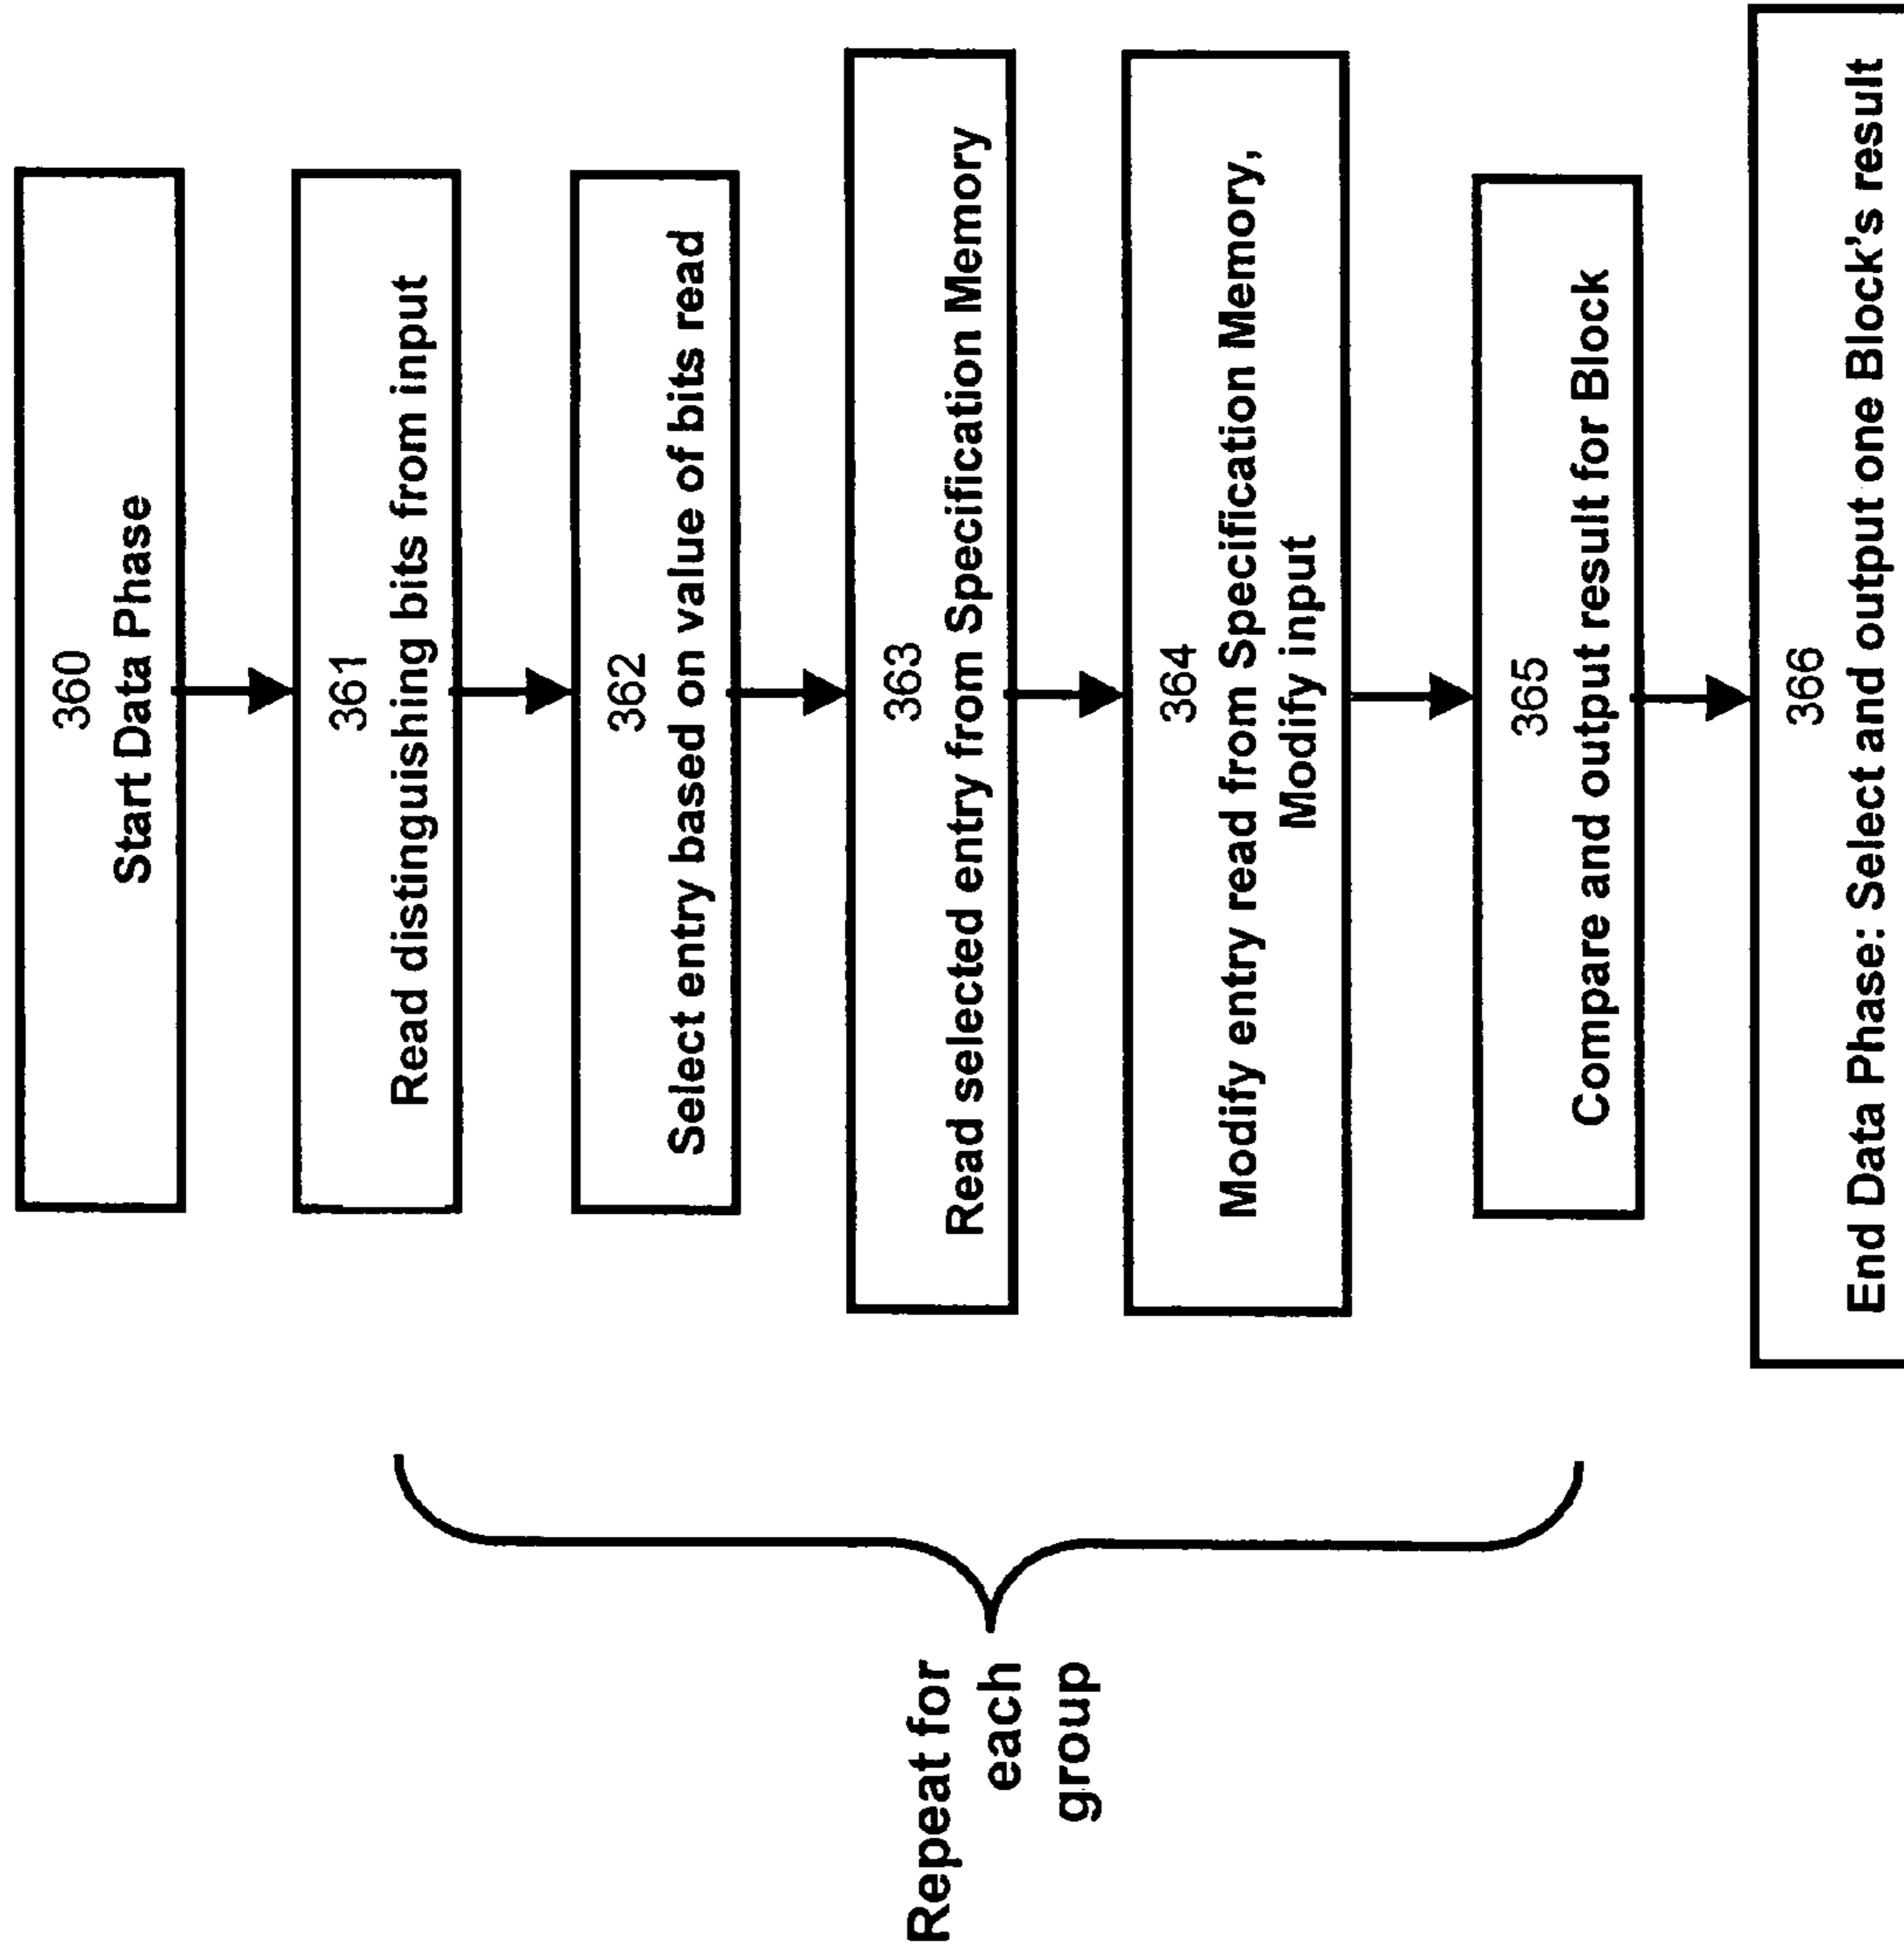 360
Start Data Phase
361
Read distinguishing bits from input
362
Select entry based on value of bits read
363
Read selected entry from Specification Memory
364
Modify entry read from Specification Memory,
Modify input
365
Compare and output result for Block
366
End Data Phase: Select and output one Block's result
Repeat for
each
group